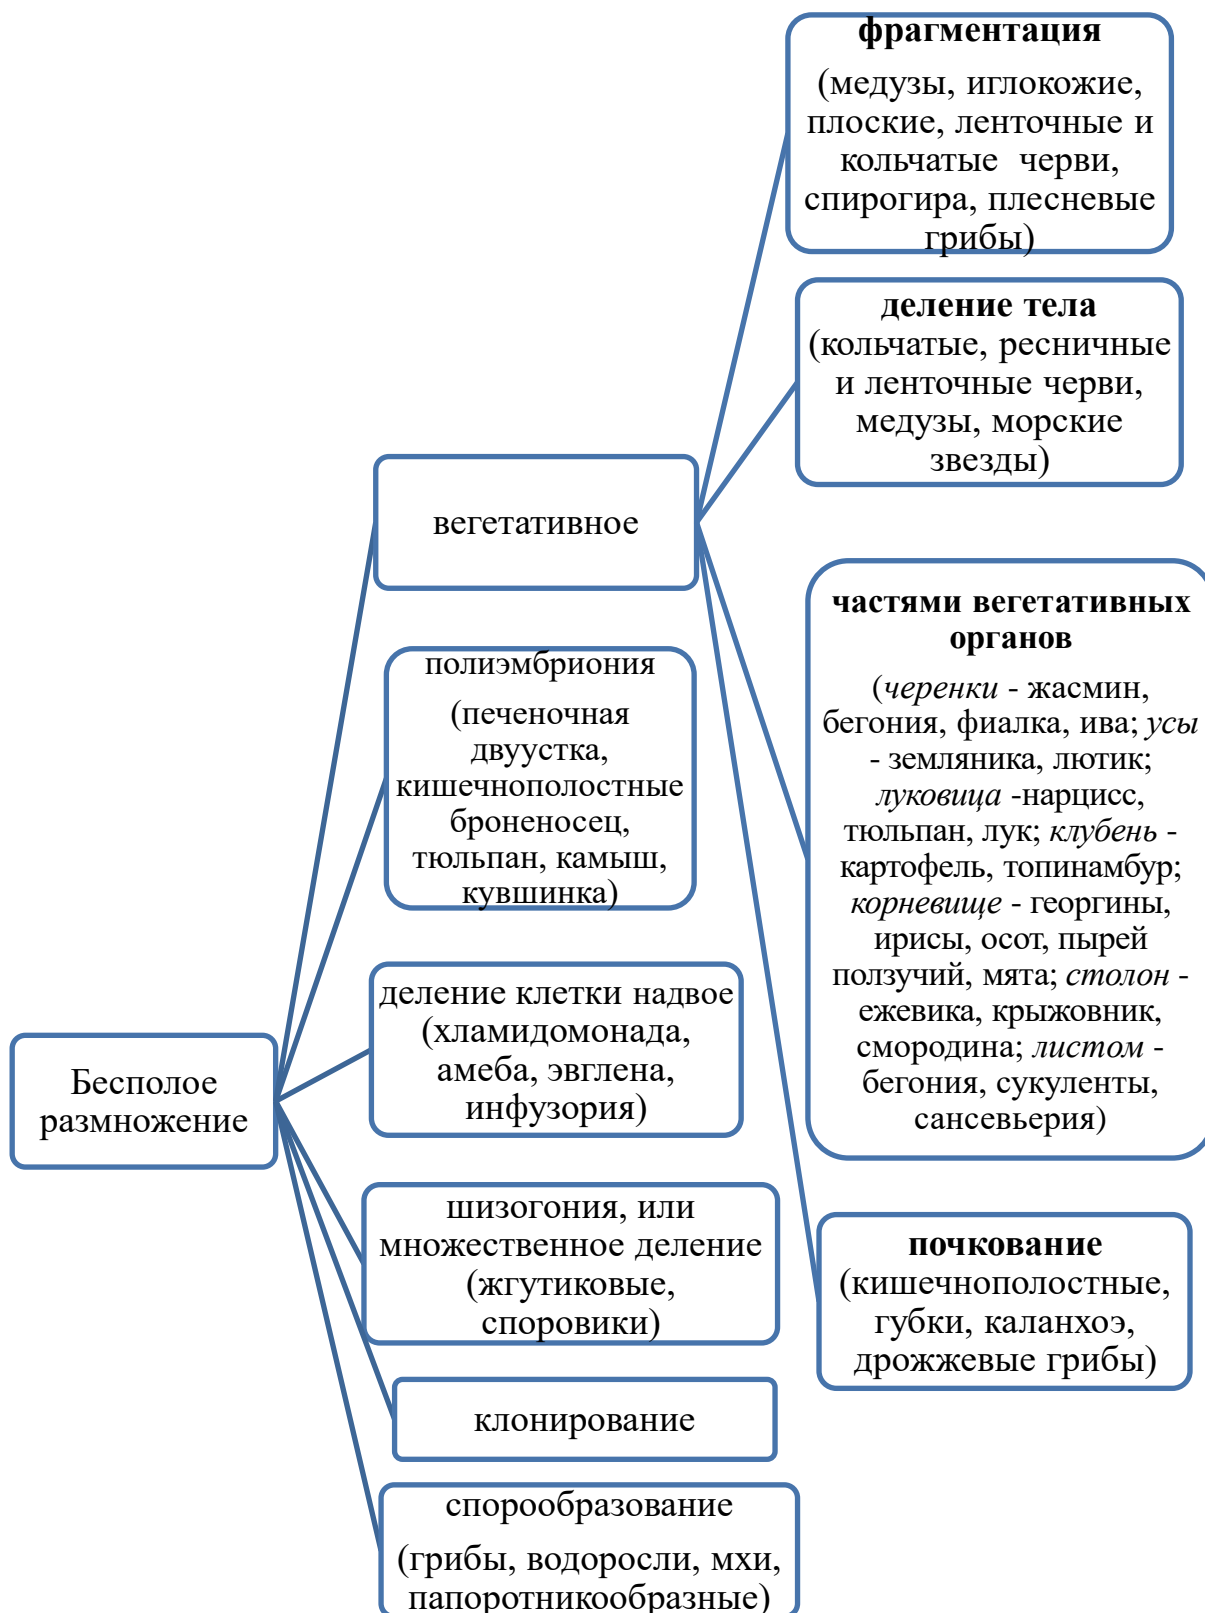 Бесполое
размножение
вегетативное
полиэмбриония
(печеночная
двуустка,
кишечнополостные
броненосец,
тюльпан, камыш,
кувшинка)
деление клетки надвое
(хламидомонада,
амеба, эвглена,
инфузория)
шизогония, или
множественное деление
(жгутиковые,
споровики)
клонирование
спорообразование
(грибы, водоросли, мхи,
папоротникообразные)
фрагментация
(медузы, иглокожие,
плоские, ленточные и
кольчатые черви,
спирогира, плесневые
грибы)
деление тела
(кольчатые, ресничные
и ленточные черви,
медузы, морские
звезды)
частями вегетативных
органов
(черенки - жасмин,
бегония, фиалка, ива; усы
- земляника, лютик;
луковица -нарцисс,
тюльпан, лук; клубень -
картофель, топинамбур;
корневище - георгины,
ирисы, осот, пырей
ползучий, мята; столон -
ежевика, крыжовник,
смородина; листом -
бегония, сукуленты,
сансевьерия)
почкование
(кишечнополостные,
губки, каланхоэ,
дрожжевые грибы)